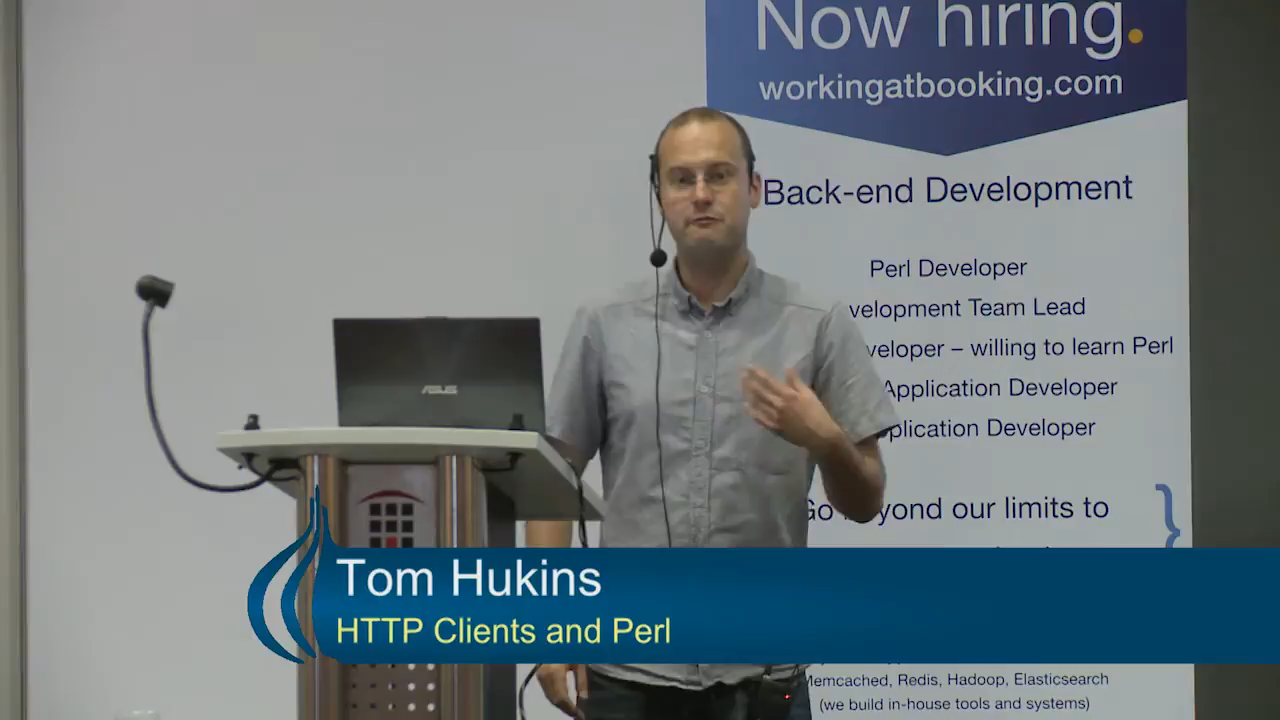 Now hiring.
workingatbooking.com
Back-end Development
Perl Developer
velopment Team Lead
veloper – willing to learn Perl
Application Developer
plication Developer
Go beyond our limits to
}
ASUS
Tom Hukins
HTTP Clients and Perl
Memcached, Redis, Hadoop, Elasticsearch
(we build in-house tools and systems)